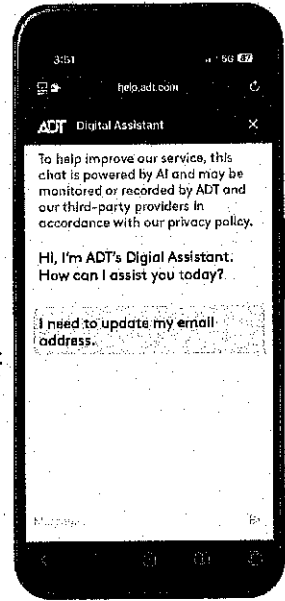 3:51
5G 67
help.adt.com
ADT Digital Assistant
To help improve our service, this
chat is powered by AI and may be
monitored or recorded by ADT and
our third-party providers in
accordance with our privacy policy.
Hi, I'm ADT's Digial Assistant.
How can I assist you today?
I need to update my email
address.